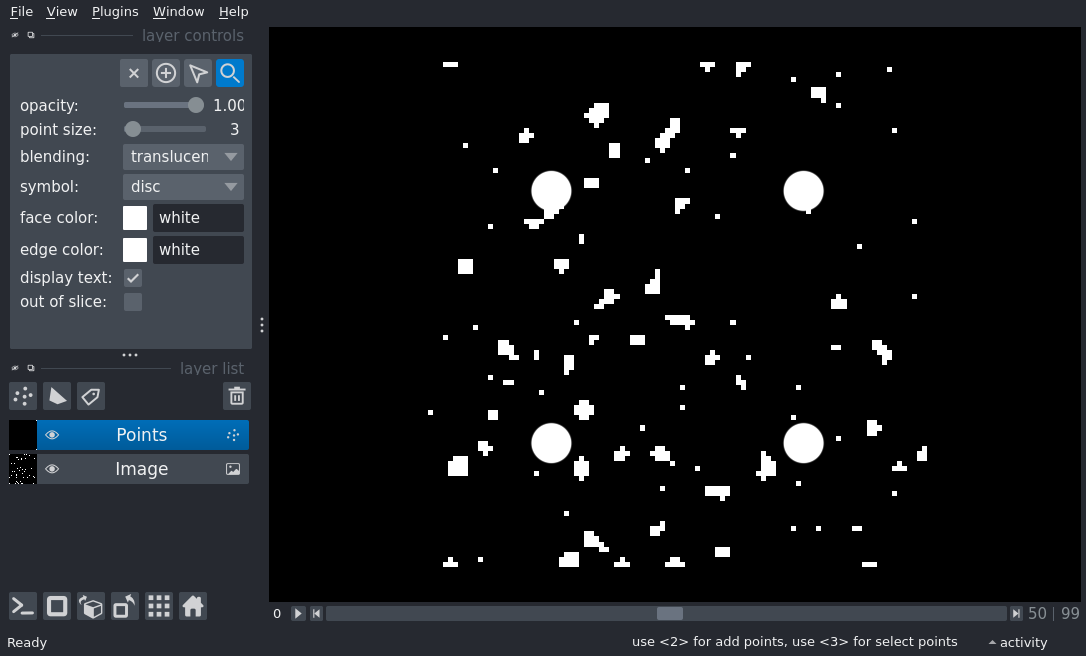 File View Plugins Window Help
layer controls
opacity: 1.00
point size: 3
blending: translucen
symbol: disc
face color: white
edge color: white
display text:
out of slice:
layer list
Points
Image
0 50 | 99
Ready use <2> for add points, use <3> for select points activity